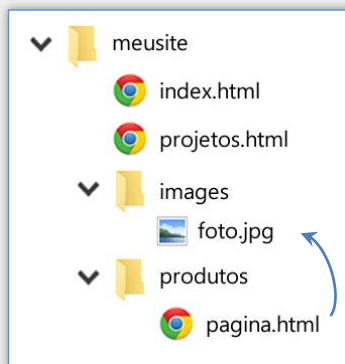 meusite
index.html
projetos.html
images
foto.jpg
produtos
pagina.html